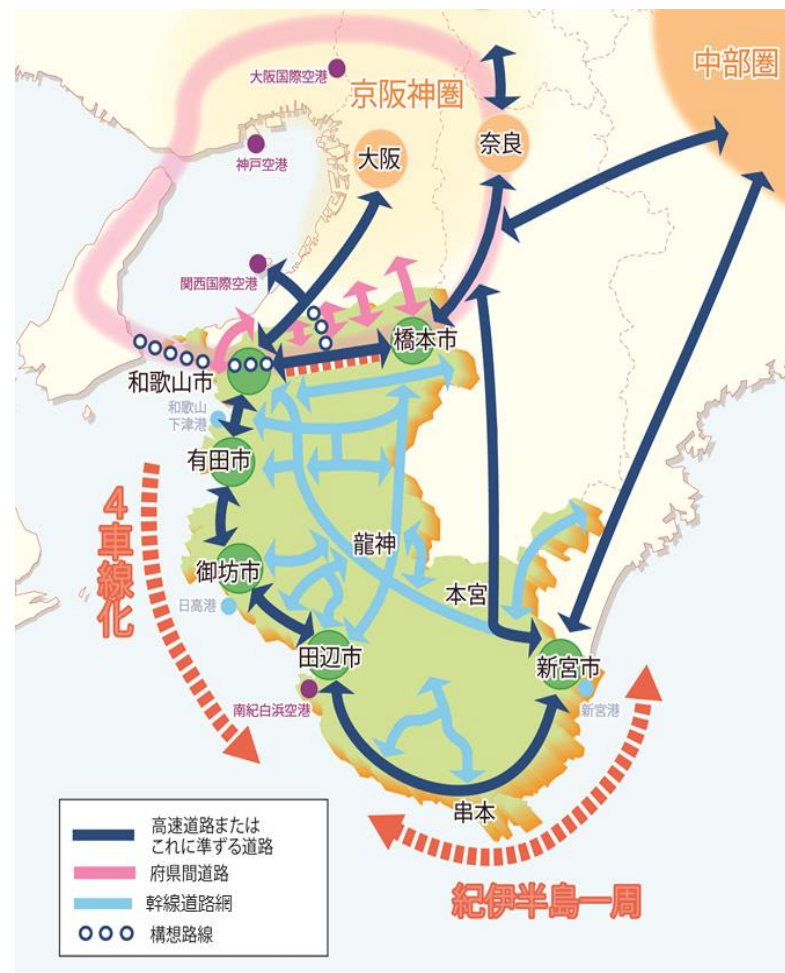 中部圏
大阪国際空港
京阪神圏
大阪
奈良
神戸空港
関西国際空港
橋本市
和歌山市
和歌山
下津港
有田市
4車線化
龍神
御坊市
本宮
日高港
田辺市
新宮市
南紀白浜空港
新宮港
串本
紀伊半島一周
高速道路または
これに準ずる道路
府県間道路
幹線道路網
構想路線